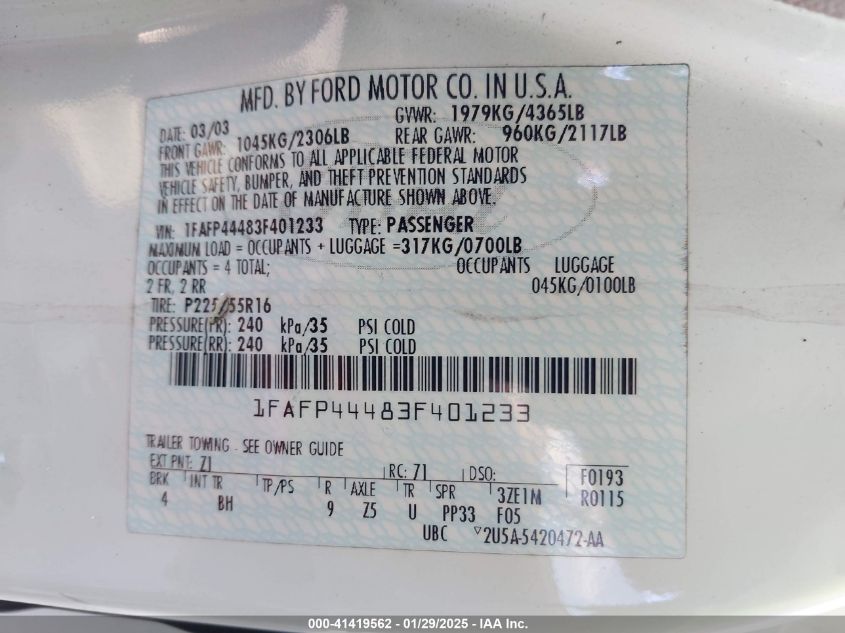 MFD. BY FORD MOTOR CO. IN U.S.A.
DATE: 03/03 GVWR: 1979KG/4365LB
FRONT GAWR: 1045KG/2306LB REAR GAWR: 960KG/2117LB
THIS VEHICLE CONFORMS TO ALL APPLICABLE FEDERAL MOTOR
VEHICLE SAFETY, BUMPER, AND THEFT PREVENTION STANDARDS
IN EFFECT ON THE DATE OF MANUFACTURE SHOWN ABOVE.
VIN: 1FAFP44483F401233 TYPE: PASSENGER
MAXIMUM LOAD = OCCUPANTS + LUGGAGE =317KG/0700LB
OCCUPANTS = 4 TOTAL; OCCUPANTS LUGGAGE
2 FR, 2 RR 045KG/0100LB
TIRE: P225/55R16
PRESSURE(FR): 240 kPa/35 PSI COLD
PRESSURE(RR): 240 kPa/35 PSI COLD
1FAFP44483F401233
TRAILER TOWING - SEE OWNER GUIDE
EXT PNT: Z1 RC: 71 DSO: F0193
BRK INT TR TP/PS R AXLE TR SPR 3ZE1M R0115
4 BH 9 Z5 U PP33 F05
UBC ▽2U5A-5420472-AA
000-41419562 - 01/29/2025 - IAA Inc.